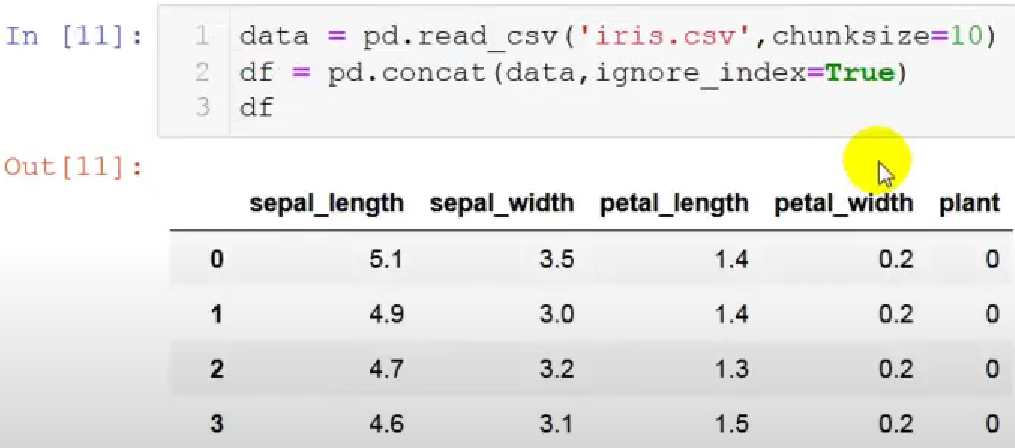 In [11]:
1 data = pd.read_csv('iris.csv',chunksize=10)
2 df = pd.concat(data,ignore_index=True)
3 df
Out[11]:
sepal_length sepal_width petal_length petal_width plant
0 5.1 3.5 1.4 0.2 0
1 4.9 3.0 1.4 0.2 0
2 4.7 3.2 1.3 0.2 0
3 4.6 3.1 1.5 0.2 0